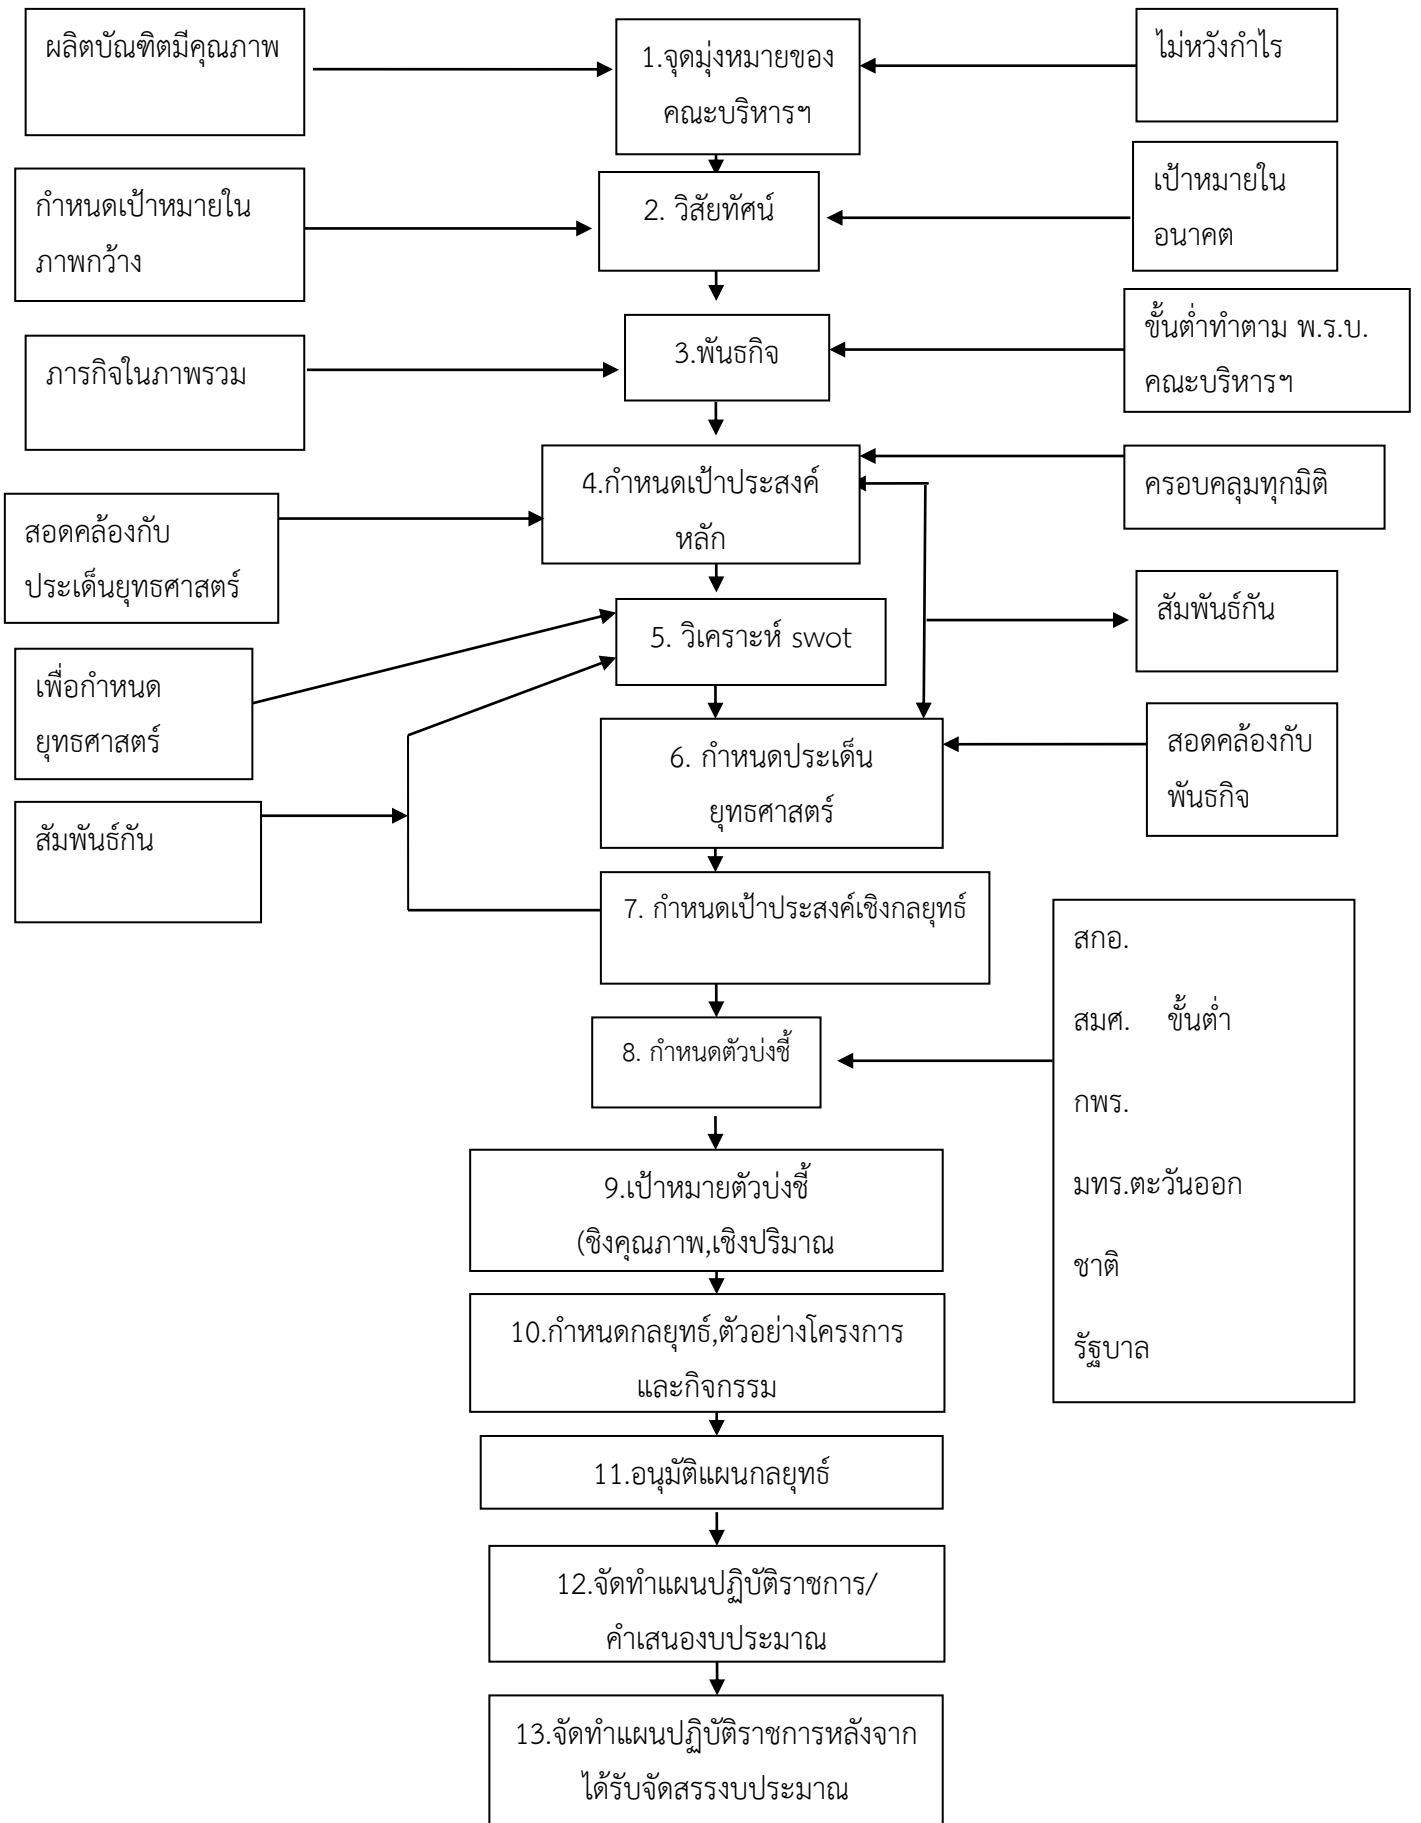 ผลิตบัณฑิตมีคุณภาพ
1.จุดมุ่งหมายของ
คณะบริหารฯ
ไม่หวังกำไร
กำหนดเป้าหมายใน
ภาพกว้าง
2. วิสัยทัศน์
เป้าหมายใน
อนาคต
ภารกิจในภาพรวม
3.พันธกิจ
ขั้นต่ำทำตาม พ.ร.บ.
คณะบริหารฯ
สอดคล้องกับ
ประเด็นยุทธศาสตร์
4.กำหนดเป้าประสงค์
หลัก
ครอบคลุมทุกมิติ
เพื่อกำหนด
ยุทธศาสตร์
5. วิเคราะห์ swot
สัมพันธ์กัน
สัมพันธ์กัน
6. กำหนดประเด็น
ยุทธศาสตร์
สอดคล้องกับ
พันธกิจ
7. กำหนดเป้าประสงค์เชิงกลยุทธ์
8. กำหนดตัวบ่งชี้
สกอ.
สมศ. ขั้นต่ำ
กพร.
มทร.ตะวันออก
ชาติ
รัฐบาล
9.เป้าหมายตัวบ่งชี้
(ชิงคุณภาพ,เชิงปริมาณ
10.กำหนดกลยุทธ์,ตัวอย่างโครงการ
และกิจกรรม
11.อนุมัติแผนกลยุทธ์
12.จัดทำแผนปฏิบัติราชการ/
คำเสนองบประมาณ
13.จัดทำแผนปฏิบัติราชการหลังจาก
ได้รับจัดสรรงบประมาณ